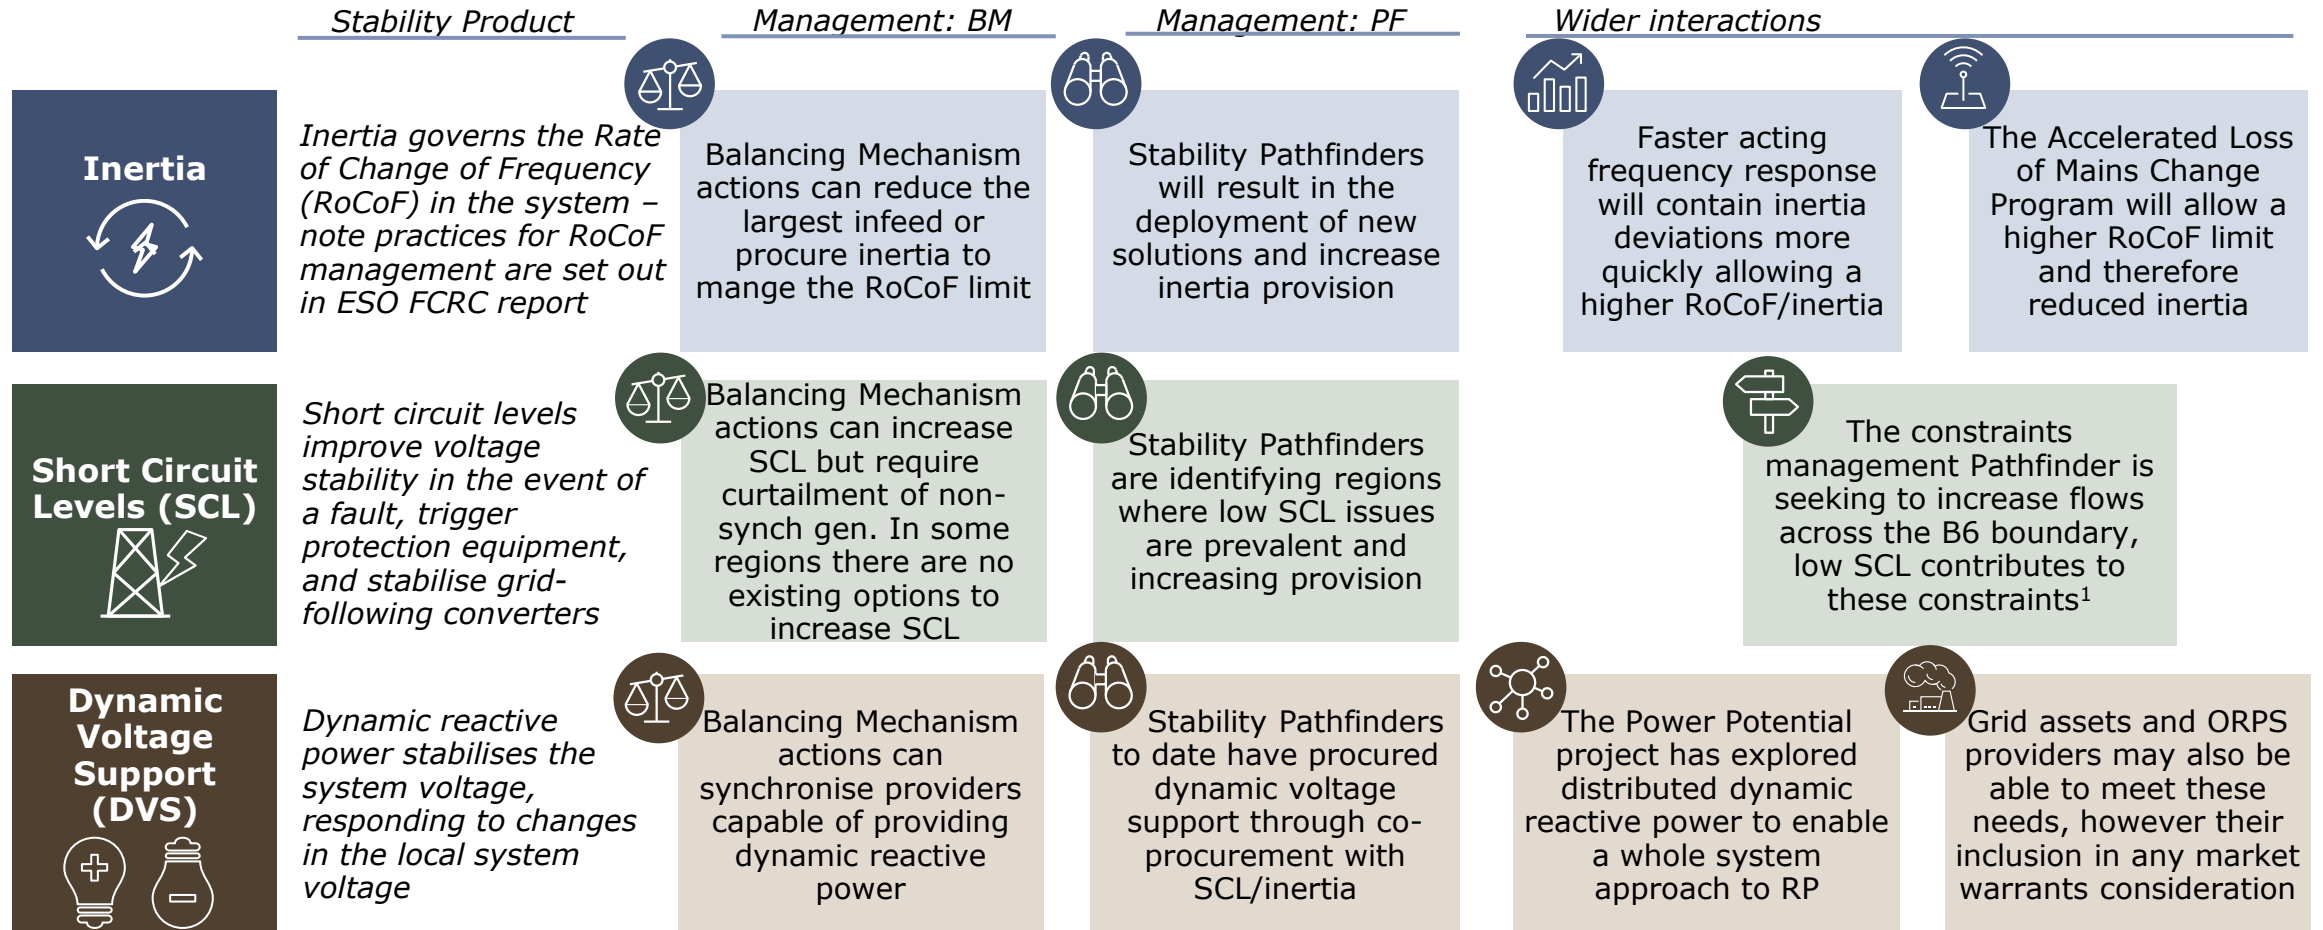 Stability Product
Management: BM
Management: PF
Wider interactions
Inertia
Inertia governs the Rate
of Change of Frequency
(RoCoF) in the system –
note practices for RoCoF
management are set out
in ESO FCRC report
Balancing Mechanism
actions can reduce the
largest infeed or
procure inertia to
mange the RoCoF limit
Stability Pathfinders
will result in the
deployment of new
solutions and increase
inertia provision
Faster acting
frequency response
will contain inertia
deviations more
quickly allowing a
higher RoCoF/inertia
The Accelerated Loss
of Mains Change
Program will allow a
higher RoCoF limit
and therefore
reduced inertia
Short Circuit
Levels (SCL)
Short circuit levels
improve voltage
stability in the event of
a fault, trigger
protection equipment,
and stabilise grid-
following converters
Balancing Mechanism
actions can increase
SCL but require
curtailment of non-
synch gen. In some
regions there are no
existing options to
increase SCL
Stability Pathfinders
are identifying regions
where low SCL issues
are prevalent and
increasing provision
The constraints
management Pathfinder is
seeking to increase flows
across the B6 boundary,
low SCL contributes to
these constraints¹
Dynamic
Voltage
Support
(DVS)
Dynamic reactive
power stabilises the
system voltage,
responding to changes
in the local system
voltage
Balancing Mechanism
actions can
synchronise providers
capable of providing
dynamic reactive
power
Stability Pathfinders
to date have procured
dynamic voltage
support through co-
procurement with
SCL/inertia
The Power Potential
project has explored
distributed dynamic
reactive power to enable
a whole system
approach to RP
Grid assets and ORPS
providers may also be
able to meet these
needs, however their
inclusion in any market
warrants consideration